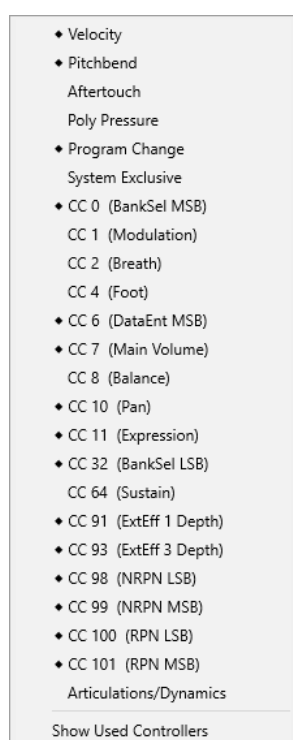 ◆ Velocity
◆ Pitchbend
Aftertouch
Poly Pressure
◆ Program Change
System Exclusive
◆ CC 0 (BankSel MSB)
CC 1 (Modulation)
CC 2 (Breath)
CC 4 (Foot)
◆ CC 6 (DataEnt MSB)
◆ CC 7 (Main Volume)
CC 8 (Balance)
◆ CC 10 (Pan)
◆ CC 11 (Expression)
◆ CC 32 (BankSel LSB)
CC 64 (Sustain)
◆ CC 91 (ExtEff 1 Depth)
◆ CC 93 (ExtEff 3 Depth)
◆ CC 98 (NRPN LSB)
◆ CC 99 (NRPN MSB)
◆ CC 100 (RPN LSB)
◆ CC 101 (RPN MSB)
Articulations/Dynamics
Show Used Controllers